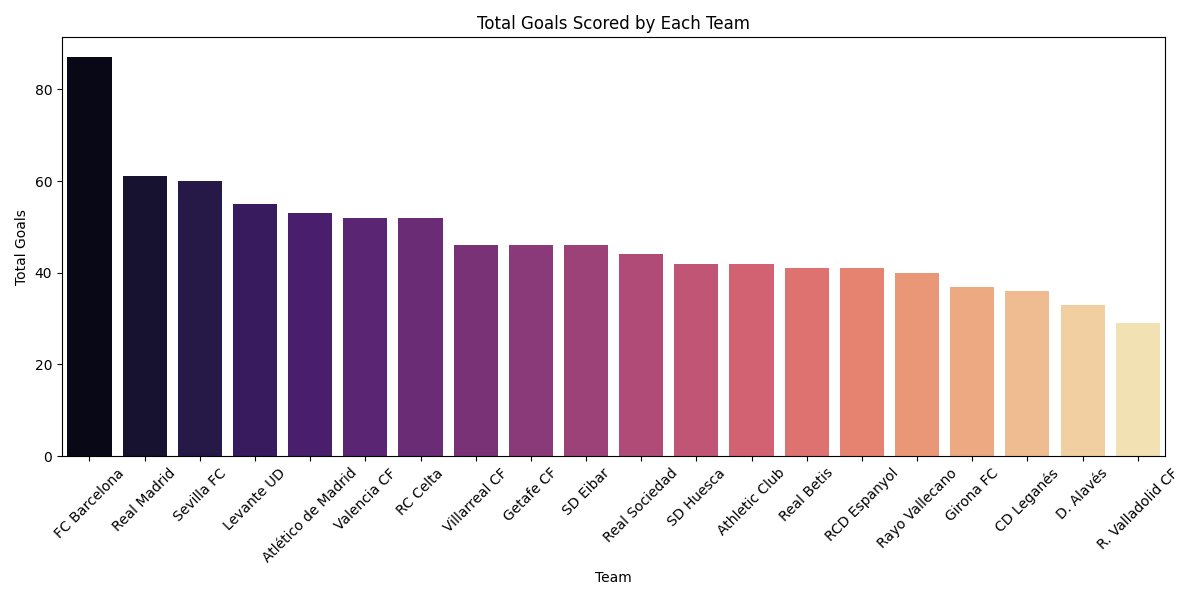 Total Goals Scored by Each Team
Total Goals
80
60
40
20
0
FC Barcelona
Real Madrid
Sevilla FC
Levante UD
Atlético de Madrid
Valencia CF
RC Celta
Villarreal CF
Getafe CF
SD Eibar
Real Sociedad
SD Huesca
Athletic Club
Real Betis
RCD Espanyol
Rayo Vallecano
Girona FC
CD Leganés
D. Alavés
R. Valladolid CF
Team